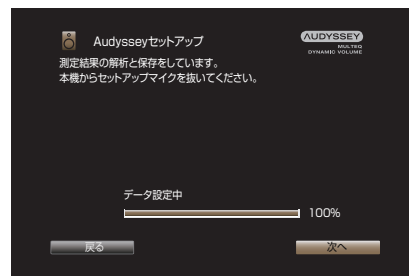 Audysseyセットアップ
AUDYSSEY
MULTEQ
DYNAMIC VOLUME
測定結果の解析と保存をしています。
本機からセットアップマイクを抜いてください。
データ設定中
100%
戻る
次へ